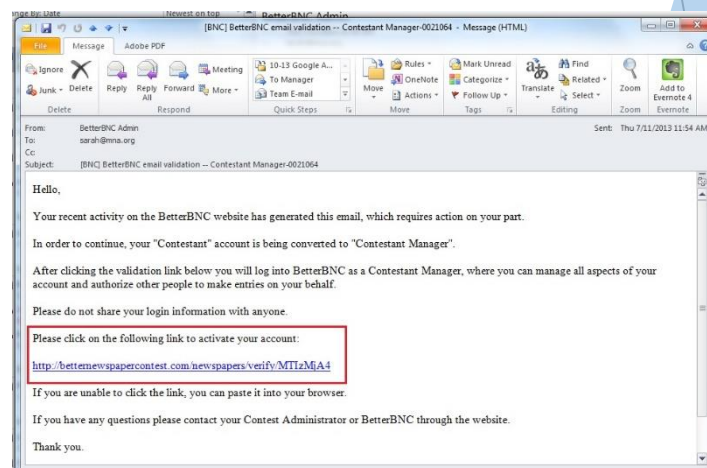 nge By: Date Newest on top BetterBNC Admin
[BNC] BetterBNC email validation -- Contestant Manager-0021064 - Message (HTML)
File Message Adobe PDF
Ignore Delete Reply Reply All Forward Meeting 10-13 Google A... Move Rules Mark Unread Translate Find Zoom Add to Evernote 4
Junk More To Manager OneNote Categorize Related
Team E-mail Actions Follow Up Select
Delete Respond Quick Steps Move Tags Editing Zoom Evernote
From: BetterBNC Admin Sent: Thu 7/11/2013 11:54 AM
To: sarah@mna.org
Cc:
Subject: [BNC] BetterBNC email validation -- Contestant Manager-0021064
Hello,
Your recent activity on the BetterBNC website has generated this email, which requires action on your part.
In order to continue, your "Contestant" account is being converted to "Contestant Manager".
After clicking the validation link below you will log into BetterBNC as a Contestant Manager, where you can manage all aspects of your
account and authorize other people to make entries on your behalf.
Please do not share your login information with anyone.
Please click on the following link to activate your account:
http://betternewspapercontest.com/newspapers/verify/MTIzMjA4
If you are unable to click the link, you can paste it into your browser.
If you have any questions please contact your Contest Administrator or BetterBNC through the website.
Thank you.